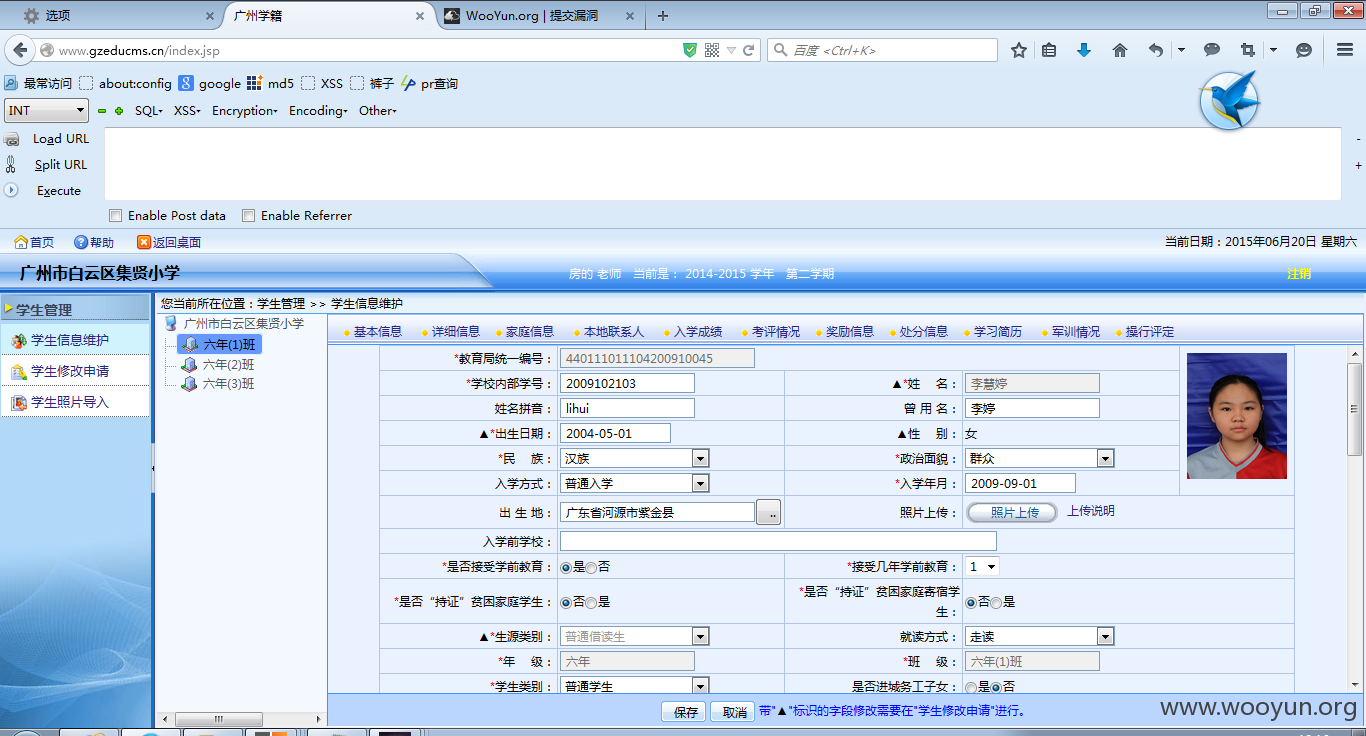 选项 广州学籍 WooYun.org | 提交漏洞
www.gzeducms.cn/index.jsp 百度 <Ctrl+K>
最常访问 about:config google md5 XSS 裤子 pr查询
INT SQL XSS Encryption Encoding Other
Load URL
Split URL
Execute
Enable Post data Enable Referrer
首页 帮助 返回桌面 当前日期：2015年06月20日 星期六
广州市白云区集贤小学 房的 老师 当前是： 2014-2015 学年 第二学期 注销
学生管理
学生信息维护
学生修改申请
学生照片导入
您当前所在位置：学生管理 >> 学生信息维护
广州市白云区集贤小学
六年(1)班
六年(2)班
六年(3)班
基本信息 详细信息 家庭信息 本地联系人 入学成绩 考评情况 奖励信息 处分信息 学习简历 军训情况 操行评定
*教育局统一编号： 440111011104200910045
*学校内部学号： 2009102103 ▲*姓 名： 李慧婷
姓名拼音： lihui 曾 用 名： 李婷
▲*出生日期： 2004-05-01 ▲性 别： 女
*民 族： 汉族 *政治面貌： 群众
入学方式： 普通入学 *入学年月： 2009-09-01
出 生 地： 广东省河源市紫金县 .. 照片上传： 照片上传 上传说明
入学前学校：
*是否接受学前教育： 是 否 *接受几年学前教育： 1
*是否“持证”贫困家庭学生： 否 是 *是否“持证”贫困家庭寄宿学生： 否 是
▲*生源类别： 普通借读生 就读方式： 走读
*年 级： 六年 *班 级： 六年(1)班
*学生类别： 普通学生 是否进城务工子女： 是 否
保存 取消 带"▲"标识的字段修改需要在"学生修改申请"进行。
www.wooyun.org